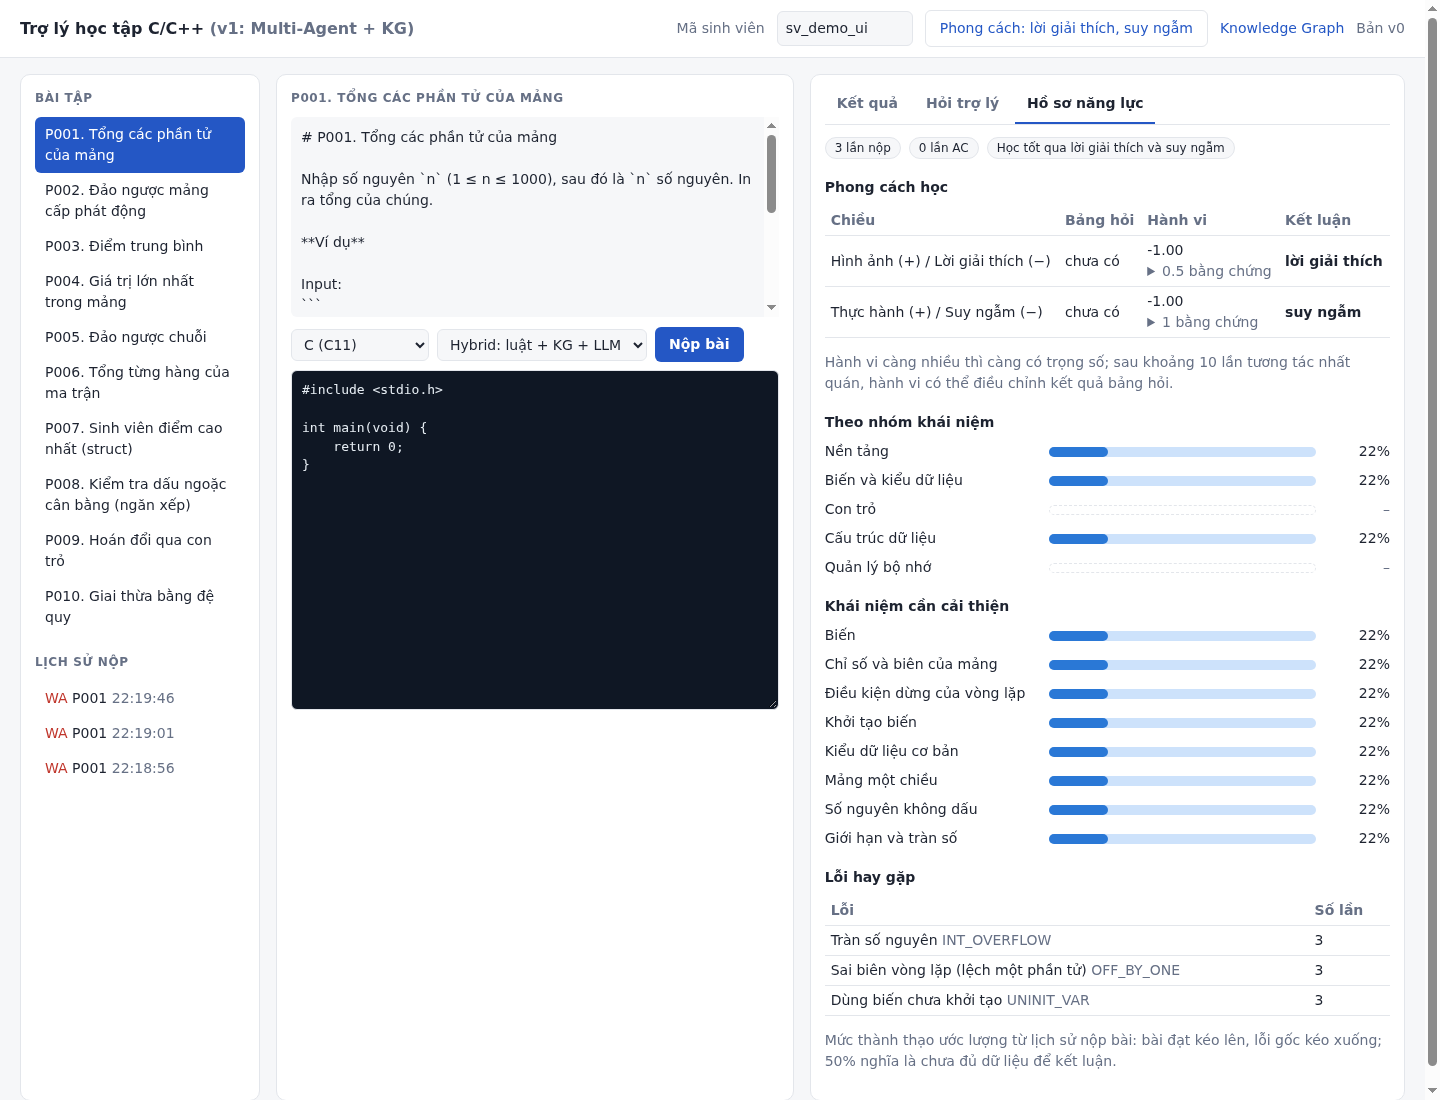 Trợ lý học tập C/C++ (v1: Multi-Agent + KG)
Mã sinh viên
sv_demo_ui
Phong cách: lời giải thích, suy ngẫm
Knowledge Graph
Bản v0
BÀI TẬP
P001. Tổng các phần tử
của mảng
P002. Đảo ngược mảng
cấp phát động
P003. Điểm trung bình
P004. Giá trị lớn nhất
trong mảng
P005. Đảo ngược chuỗi
P006. Tổng từng hàng của
ma trận
P007. Sinh viên điểm cao
nhất (struct)
P008. Kiểm tra dấu ngoặc
cân bằng (ngăn xếp)
P009. Hoán đổi qua con
trỏ
P010. Giai thừa bằng đệ
quy
LỊCH SỬ NỘP
WA P001 22:19:46
WA P001 22:19:01
WA P001 22:18:56
P001. TỔNG CÁC PHẦN TỬ CỦA MẢNG
# P001. Tổng các phần tử của mảng
Nhập số nguyên `n` (1 ≤ n ≤ 1000), sau đó là `n` số nguyên. In
ra tổng của chúng.
**Ví dụ**
Input:
```
C (C11)
Hybrid: luật + KG + LLM
Nộp bài
#include <stdio.h>
int main(void) {
return 0;
}
Kết quả
Hỏi trợ lý
Hồ sơ năng lực
3 lần nộp
0 lần AC
Học tốt qua lời giải thích và suy ngẫm
Phong cách học
Chiều Bảng hỏi Hành vi Kết luận
Hình ảnh (+) / Lời giải thích (−) chưa có -1.00 lời giải thích
▶ 0.5 bằng chứng
Thực hành (+) / Suy ngẫm (−) chưa có -1.00 suy ngẫm
▶ 1 bằng chứng
Hành vi càng nhiều thì càng có trọng số; sau khoảng 10 lần tương tác nhất
quán, hành vi có thể điều chỉnh kết quả bảng hỏi.
Theo nhóm khái niệm
Nền tảng 22%
Biến và kiểu dữ liệu 22%
Con trỏ –
Cấu trúc dữ liệu 22%
Quản lý bộ nhớ –
Khái niệm cần cải thiện
Biến 22%
Chỉ số và biên của mảng 22%
Điều kiện dừng của vòng lặp 22%
Khởi tạo biến 22%
Kiểu dữ liệu cơ bản 22%
Mảng một chiều 22%
Số nguyên không dấu 22%
Giới hạn và tràn số 22%
Lỗi hay gặp
Lỗi Số lần
Tràn số nguyên INT_OVERFLOW 3
Sai biên vòng lặp (lệch một phần tử) OFF_BY_ONE 3
Dùng biến chưa khởi tạo UNINIT_VAR 3
Mức thành thạo ước lượng từ lịch sử nộp bài: bài đạt kéo lên, lỗi gốc kéo xuống;
50% nghĩa là chưa đủ dữ liệu để kết luận.